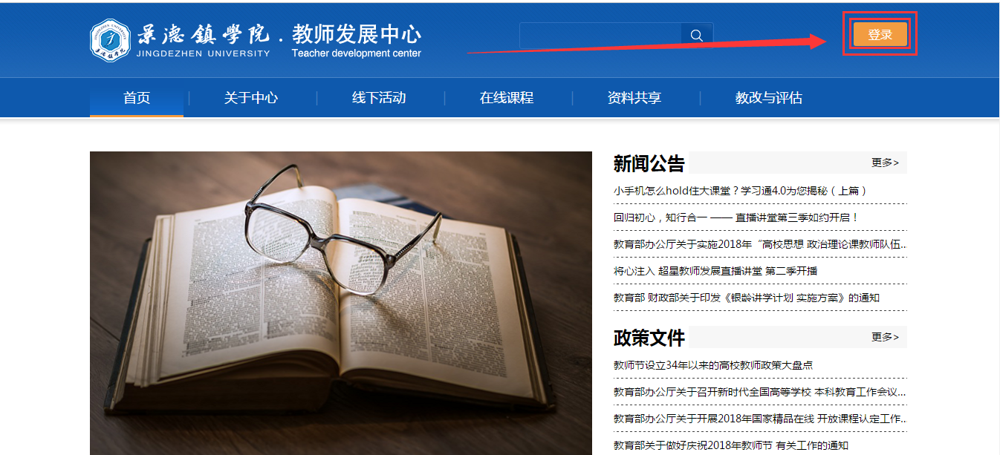 景德鎮學院 . 教师发展中心
JINGDEZHEN UNIVERSITY Teacher development center
登录
首页 关于中心 线下活动 在线课程 资料共享 教改与评估
新闻公告 更多>
小手机怎么hold住大课堂？学习通4.0为您揭秘（上篇）
回归初心，知行合一 —— 直播讲堂第三季如约开启！
教育部办公厅关于实施2018年“高校思想 政治理论课教师队伍...
将心注入 超星教师发展直播讲堂 第二季开播
教育部 财政部关于印发《银龄讲学计划 实施方案》的通知
政策文件 更多>
教师节设立34年以来的高校教师政策大盘点
教育部办公厅关于召开新时代全国高等学校 本科教育工作会议...
教育部办公厅关于开展2018年国家精品在线 开放课程认定工作...
教育部关于做好庆祝2018年教师节 有关工作的通知